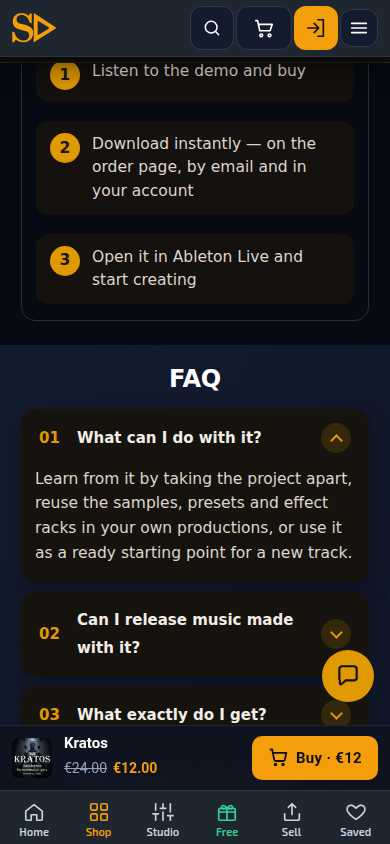 S
1 Listen to the demo and buy
2 Download instantly — on the
order page, by email and in
your account
3 Open it in Ableton Live and
start creating
FAQ
01 What can I do with it?
Learn from it by taking the project apart,
reuse the samples, presets and effect
racks in your own productions, or use it
as a ready starting point for a new track.
02 Can I release music made
with it?
03 What exactly do I get?
KRATOS
Kratos
€24.00 €12.00
Buy · €12
Home Shop Studio Free Sell Saved